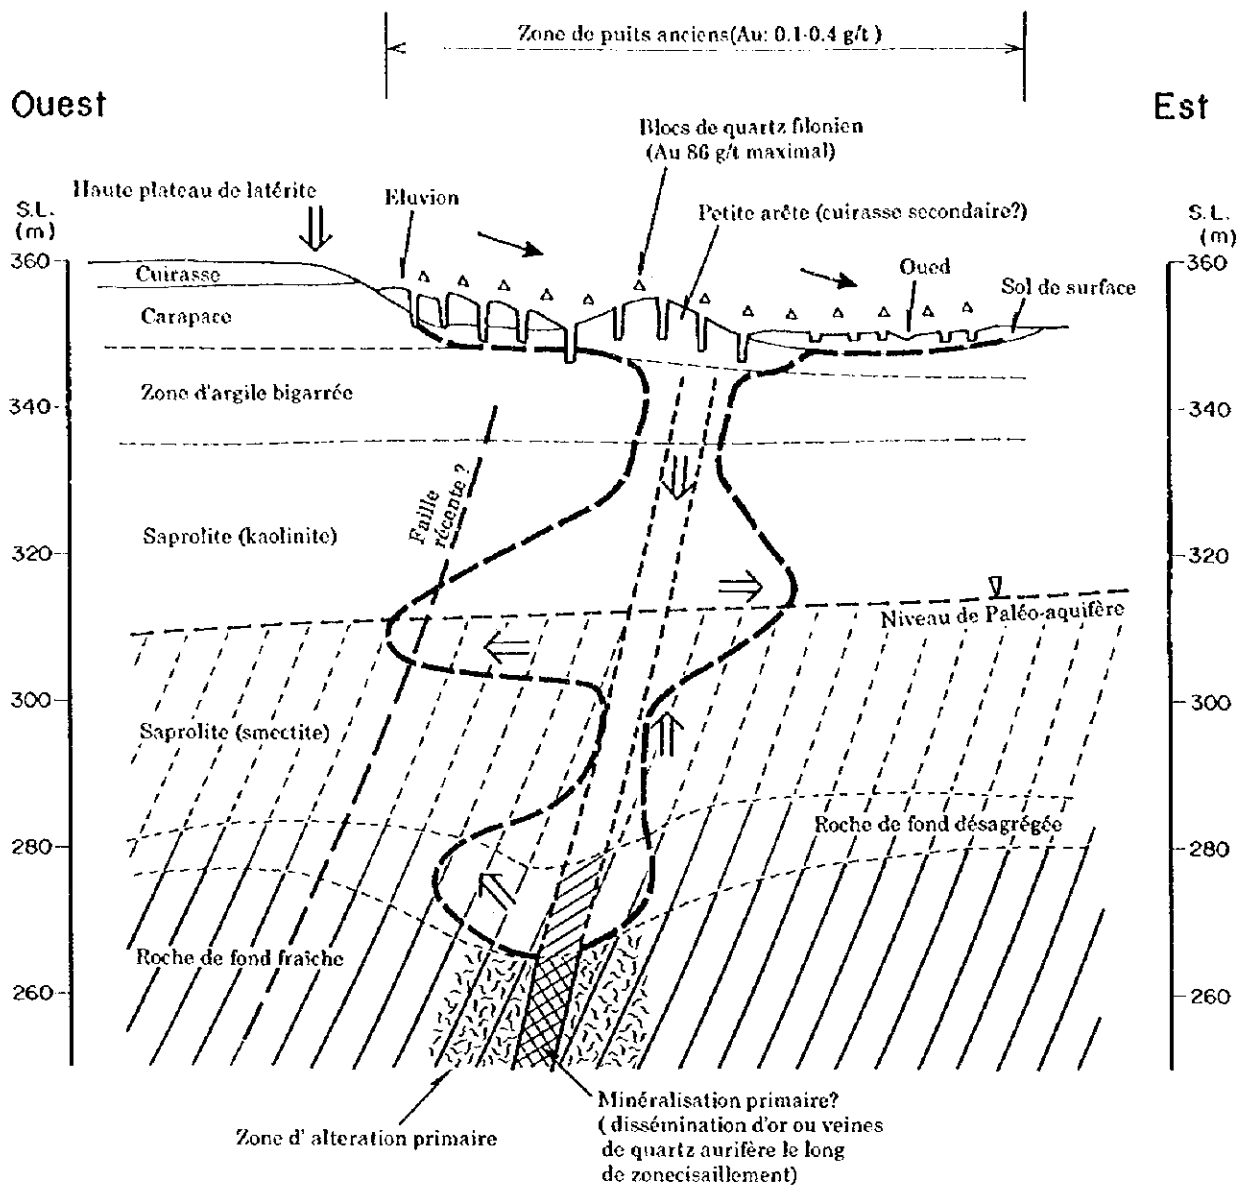 Zone de puits anciens(Au: 0.1-0.4 g/t )
Ouest
Est
Blocs de quartz filonien
(Au 86 g/t maximal)
Haute plateau de latérite
Eluvion
Petite arête (cuirasse secondaire?)
S.L.
(m)
S.L.
(m)
360
360
Cuirasse
Oued
Sol de surface
Carapace
Zone d'argile bigarrée
340
340
Faille
récente ?
Saprolite (kaolinite)
320
320
Niveau de Paléo-aquifère
300
300
Saprolite (smectite)
Roche de fond désagrégée
280
280
Roche de fond fraîche
260
260
Minéralisation primaire?
( dissémination d'or ou veines
de quartz aurifère le long
de zonecisaillement)
Zone d' alteration primaire